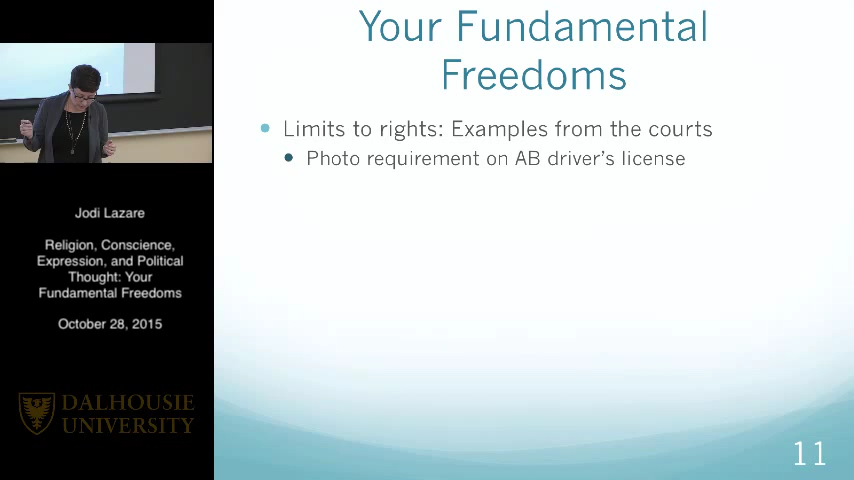 Your Fundamental
Freedoms
Limits to rights: Examples from the courts
Photo requirement on AB driver's license
Jodi Lazare
Religion, Conscience,
Expression, and Political
Thought: Your
Fundamental Freedoms
October 28, 2015
DALHOUSIE
UNIVERSITY
11